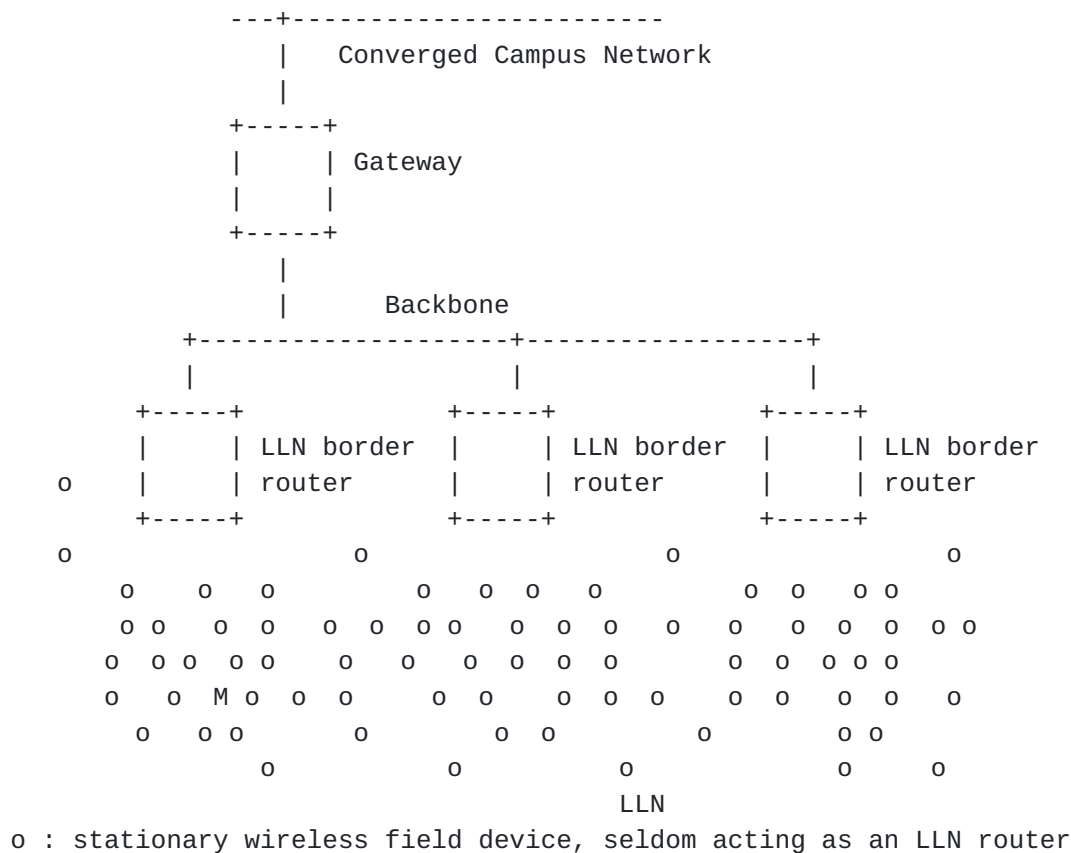 ---+------------------------
|   Converged Campus Network
|
+-----+
|     | Gateway
|     |
+-----+
|
|      Backbone
+--------------------+------------------+
|                    |                  |
+-----+             +-----+             +-----+
|     | LLN border  |     | LLN border  |     | LLN border
o    |     | router      |     | router      |     | router
+-----+             +-----+             +-----+
o                  o                   o                 o
o    o   o         o   o  o   o         o  o   o o
o o   o  o   o  o  o o   o  o  o   o   o   o  o  o  o o
o  o o  o o    o   o   o  o  o  o       o  o  o o o
o   o  M o  o  o     o  o    o  o  o    o  o   o  o   o
o   o o       o        o  o         o        o o
o           o          o             o     o
LLN
o : stationary wireless field device, seldom acting as an LLN router